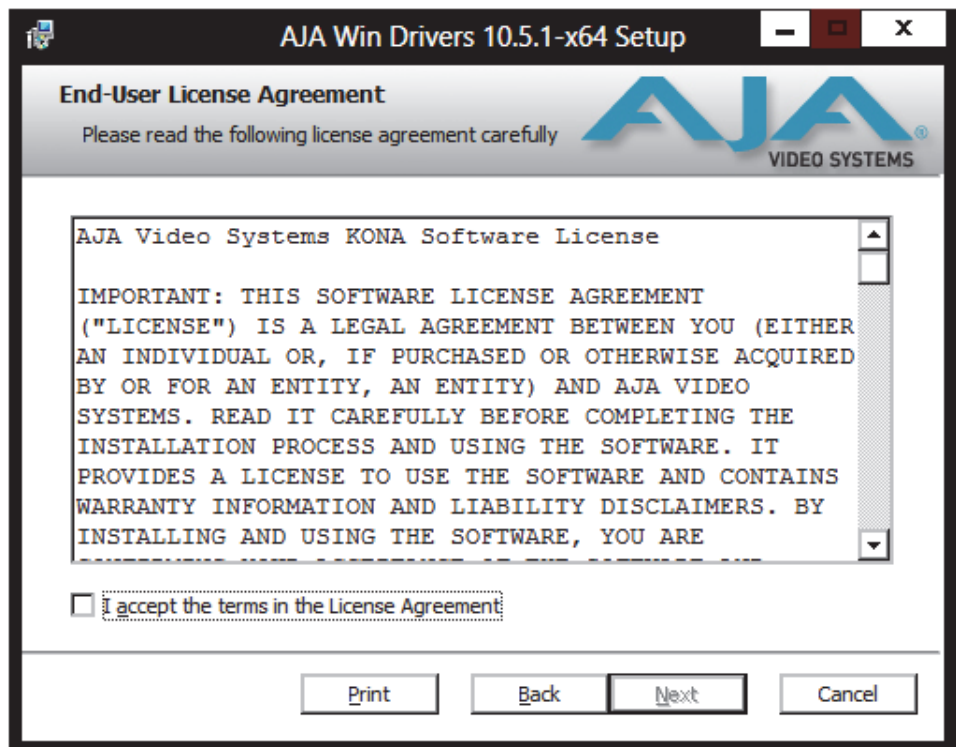 AJA Win Drivers 10.5.1-x64 Setup
End-User License Agreement
Please read the following license agreement carefully
AJA®
VIDEO SYSTEMS
AJA Video Systems KONA Software License
IMPORTANT: THIS SOFTWARE LICENSE AGREEMENT
("LICENSE") IS A LEGAL AGREEMENT BETWEEN YOU (EITHER
AN INDIVIDUAL OR, IF PURCHASED OR OTHERWISE ACQUIRED
BY OR FOR AN ENTITY, AN ENTITY) AND AJA VIDEO
SYSTEMS. READ IT CAREFULLY BEFORE COMPLETING THE
INSTALLATION PROCESS AND USING THE SOFTWARE. IT
PROVIDES A LICENSE TO USE THE SOFTWARE AND CONTAINS
WARRANTY INFORMATION AND LIABILITY DISCLAIMERS. BY
INSTALLING AND USING THE SOFTWARE, YOU ARE
I accept the terms in the License Agreement
Print Back Next Cancel